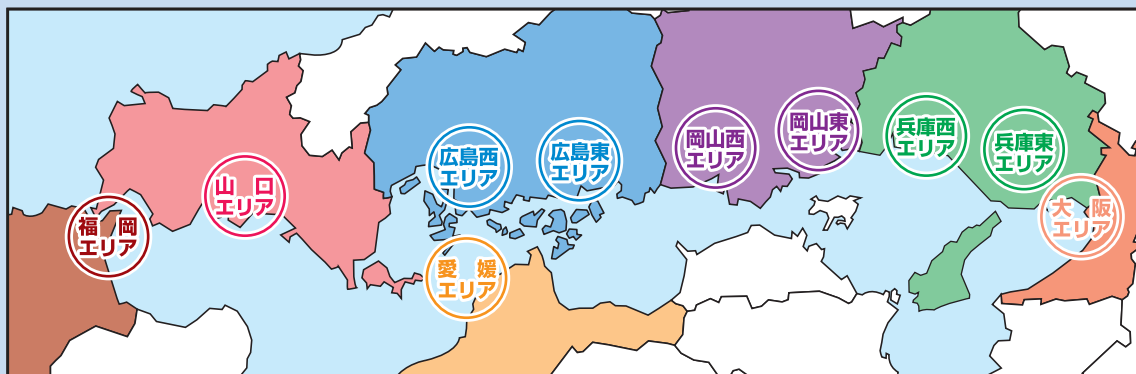 福 岡
エリア
山 口
エリア
広島西
エリア
広島東
エリア
愛 媛
エリア
岡山西
エリア
岡山東
エリア
兵庫西
エリア
兵庫東
エリア
大 阪
エリア